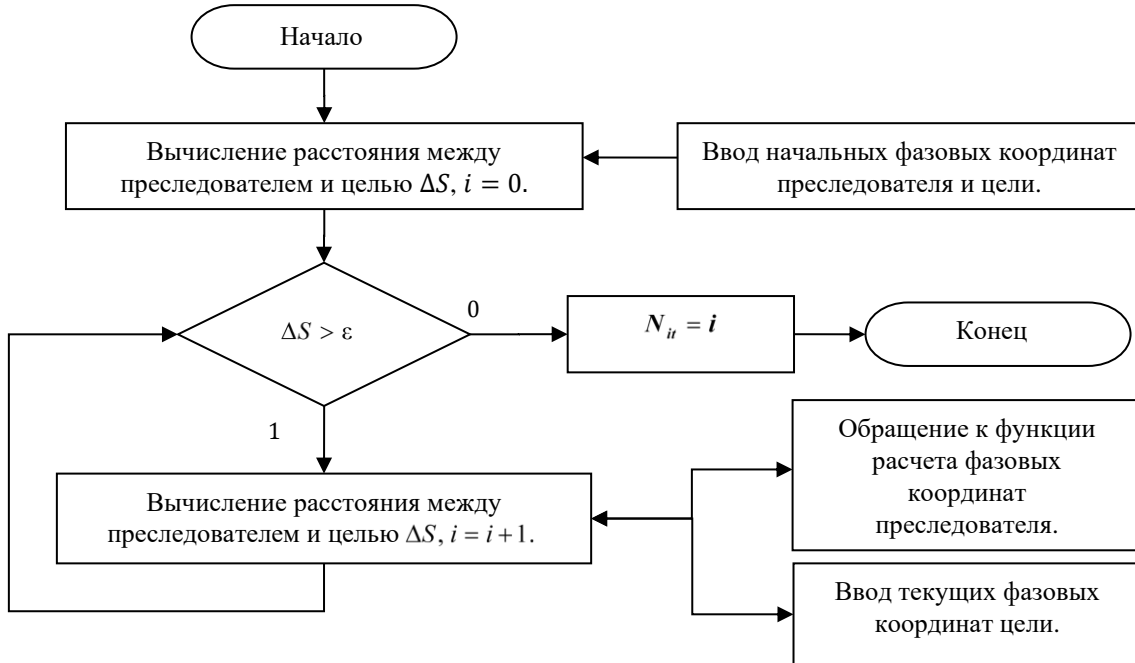 Начало
Вычисление расстояния между
преследователем и целью ΔS, i = 0.
Ввод начальных фазовых координат
преследователя и цели.
ΔS > ε
0
N_it = i
Конец
1
Вычисление расстояния между
преследователем и целью ΔS, i = i+1.
Обращение к функции
расчета фазовых
координат
преследователя.
Ввод текущих фазовых
координат цели.